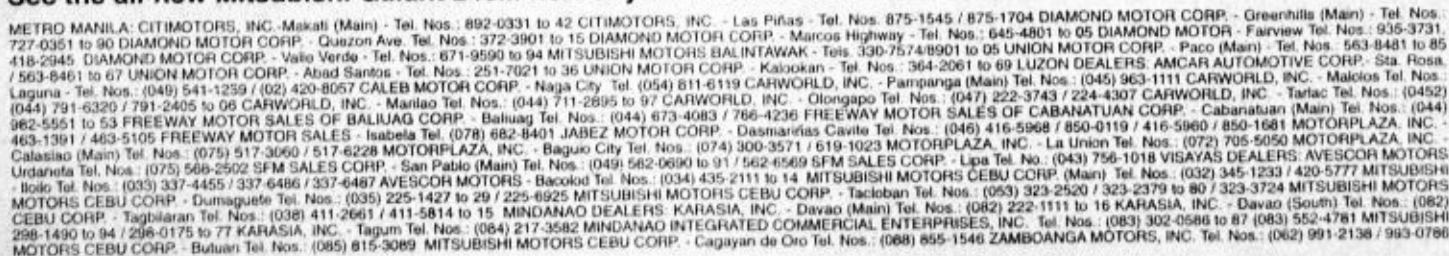 METRO MANILA: CITIMOTORS, INC. -Makati (Main) - Tel. Nos.: 892-0331 to 42 CITIMOTORS, INC. - Las Piñas - Tel. Nos. 875-1545 / 875-1704 DIAMOND MOTOR CORP. - Greenhills (Main) - Tel. Nos.:
727-0351 to 90 DIAMOND MOTOR CORP. - Quezon Ave. Tel. Nos.: 372-3901 to 15 DIAMOND MOTOR CORP. - Marcos Highway - Tel. Nos.: 645-4801 to 05 DIAMOND MOTOR - Fairview Tel. Nos.: 935-3731,
418-2945 DIAMOND MOTOR CORP. - Valle Verde - Tel. Nos.: 671-9590 to 94 MITSUBISHI MOTORS BALINTAWAK - Tels. 330-7574/8901 to 05 UNION MOTOR CORP. - Paco (Main) - Tel. Nos.: 563-8481 to 85
/ 563-8461 to 67 UNION MOTOR CORP. - Abad Santos - Tel. Nos.: 251-7021 to 36 UNION MOTOR CORP. - Kalookan - Tel. Nos.: 364-2061 to 69 LUZON DEALERS: AMCAR AUTOMOTIVE CORP.- Sta. Rosa,
Laguna - Tel. Nos.: (049) 541-1259 / (02) 420-8057 CALEB MOTOR CORP. - Naga City Tel. (054) 811-6119 CARWORLD, INC. - Pampanga (Main) Tel. Nos.: (045) 963-1111 CARWORLD, INC. - Malolos Tel. Nos.:
(044) 791-6320 / 791-2405 to 06 CARWORLD, INC. - Marilao Tel. Nos.: (044) 711-2895 to 97 CARWORLD, INC. - Olongapo Tel. Nos.: (047) 222-3743 / 224-4307 CARWORLD, INC. - Tarlac Tel. Nos.: (0452)
982-5551 to 53 FREEWAY MOTOR SALES OF BALIUAG CORP. - Baliuag Tel. Nos.: (044) 673-4083 / 766-4236 FREEWAY MOTOR SALES OF CABANATUAN CORP. - Cabanatuan (Main) Tel. Nos.: (044)
463-1391 / 463-5105 FREEWAY MOTOR SALES - Isabela Tel. (078) 682-8401 JABEZ MOTOR CORP. - Dasmariñas Cavite Tel. Nos.: (046) 416-5968 / 850-0119 / 416-5960 / 850-1681 MOTORPLAZA, INC. -
Calasiao (Main) Tel. Nos.: (075) 517-3060 / 517-6228 MOTORPLAZA, INC. - Baguio City Tel. Nos.: (074) 300-3571 / 619-1023 MOTORPLAZA, INC. - La Union Tel. Nos.: (072) 705-5050 MOTORPLAZA, INC. -
Urdaneta Tel. Nos.: (075) 568-2502 SFM SALES CORP. - San Pablo (Main) Tel. Nos.: (049) 562-0690 to 91 / 562-6569 SFM SALES CORP. - Lipa Tel. No.: (043) 756-1018 VISAYAS DEALERS: AVESCOR MOTORS
- Iloilo Tel. Nos.: (033) 337-4455 / 337-6486 / 337-6487 AVESCOR MOTORS - Bacolod Tel. Nos.: (034) 435-2111 to 14 MITSUBISHI MOTORS CEBU CORP. (Main) Tel. Nos.: (032) 345-1233 / 420-5777 MITSUBISHI
MOTORS CEBU CORP. - Dumaguete Tel. Nos.: (035) 225-1427 to 29 / 225-6925 MITSUBISHI MOTORS CEBU CORP. - Tacloban Tel. Nos.: (053) 323-2520 / 323-2379 to 80 / 323-3724 MITSUBISHI MOTORS
CEBU CORP. - Tagbilaran Tel. Nos.: (038) 411-2661 / 411-5814 to 15 MINDANAO DEALERS: KARASIA, INC. - Davao (Main) Tel. Nos.: (082) 222-1111 to 16 KARASIA, INC. - Davao (South) Tel. Nos.: (082)
298-1490 to 94 / 298-0175 to 77 KARASIA, INC. - Tagum Tel. Nos.: (084) 217-3582 MINDANAO INTEGRATED COMMERCIAL ENTERPRISES, INC. Tel. Nos.: (083) 302-0586 to 87 (083) 552-4781 MITSUBISHI
MOTORS CEBU CORP. - Butuan Tel. Nos.: (085) 815-3089 MITSUBISHI MOTORS CEBU CORP. - Cagayan de Oro Tel. Nos.: (088) 855-1546 ZAMBOANGA MOTORS, INC. Tel. Nos.: (062) 991-2138 / 993-0786